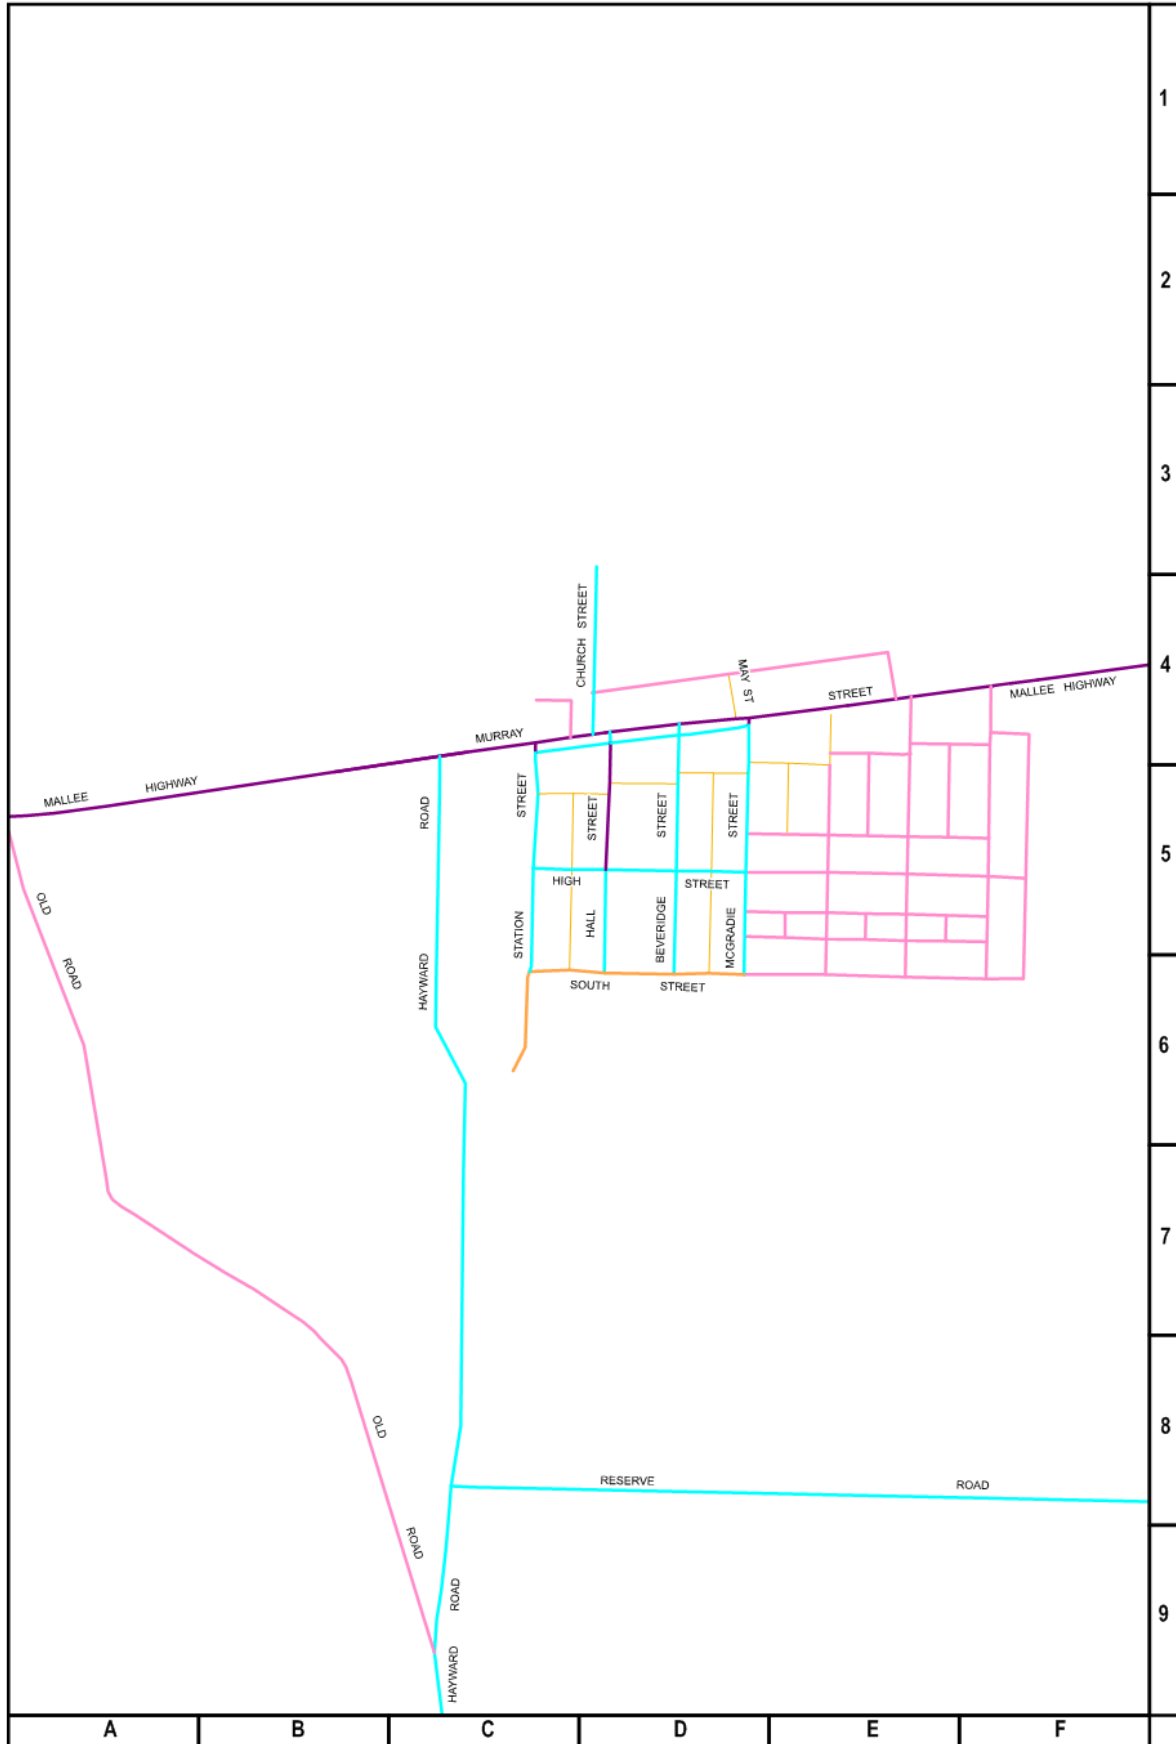 1
2
3
CHURCH STREET
4
MAY ST
STREET
MALLEE HIGHWAY
MURRAY
MALLEE HIGHWAY
ROAD
STREET
STREET
STREET
STREET
5
HIGH STREET
OLD ROAD
STATION
HALL
BEVERIDGE
MCGRADIE
HAYWARD
SOUTH STREET
6
7
OLD ROAD
8
RESERVE ROAD
ROAD
9
HAYWARD
A B C D E F